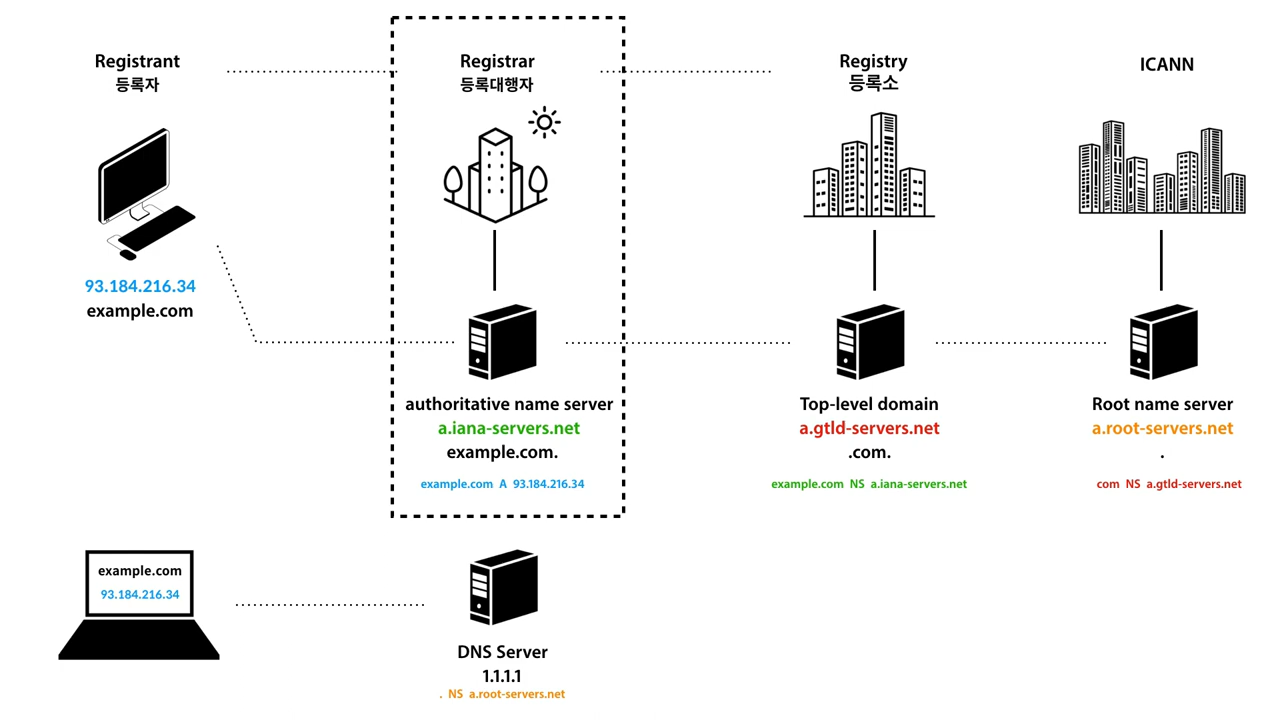 Registrant
등록자
Registrar
등록대행자
Registry
등록소
ICANN
93.184.216.34
example.com
authoritative name server
a.iana-servers.net
example.com.
example.com A 93.184.216.34
Top-level domain
a.gtld-servers.net
.com.
example.com NS a.iana-servers.net
Root name server
a.root-servers.net
.
com NS a.gtld-servers.net
example.com
93.184.216.34
DNS Server
1.1.1.1
. NS a.root-servers.net